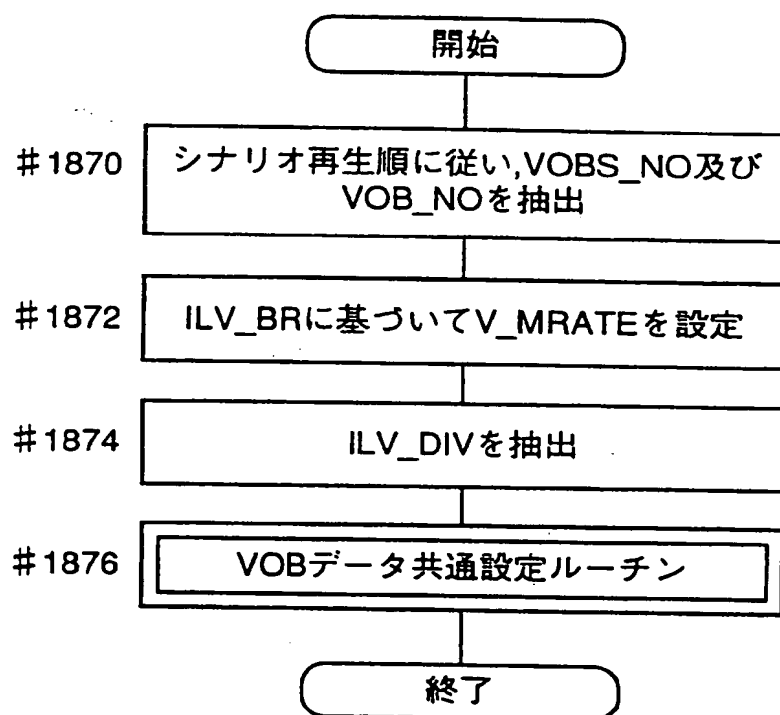 開始
#1870
シナリオ再生順に従い,VOBS_NO及び
VOB_NOを抽出
#1872
ILV_BRに基づいてV_MRATEを設定
#1874
ILV_DIVを抽出
#1876
VOBデータ共通設定ルーチン
終了